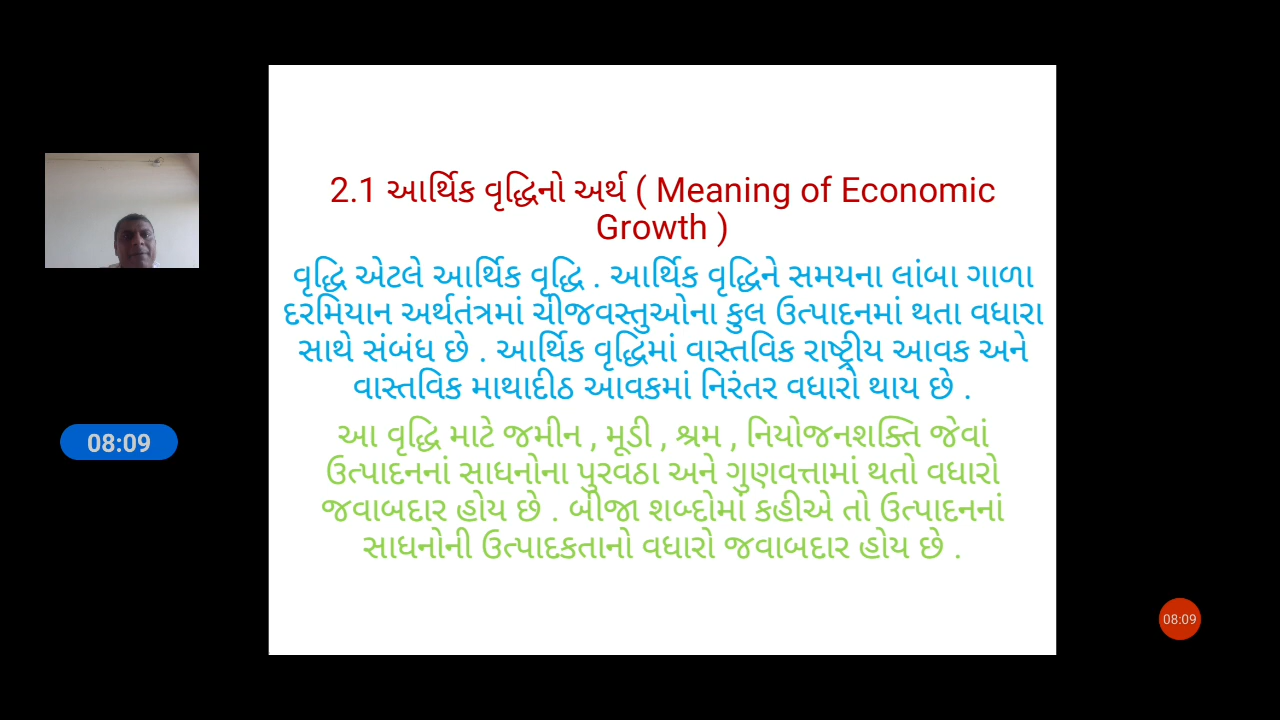 2.1 આર્થિક વૃદ્ધિનો અર્થ ( Meaning of Economic
Growth )
વૃદ્ધિ એટલે આર્થિક વૃદ્ધિ . આર્થિક વૃદ્ધિને સમયના લાંબા ગાળા
દરમિયાન અર્થતંત્રમાં ચીજવસ્તુઓના કુલ ઉત્પાદનમાં થતા વધારા
સાથે સંબંધ છે . આર્થિક વૃદ્ધિમાં વાસ્તવિક રાષ્ટ્રીય આવક અને
વાસ્તવિક માથાદીઠ આવકમાં નિરંતર વધારો થાય છે .
આ વૃદ્ધિ માટે જમીન , મૂડી , શ્રમ , નિયોજનશક્તિ જેવાં
ઉત્પાદનનાં સાધનોના પુરવઠા અને ગુણવત્તામાં થતો વધારો
જવાબદાર હોય છે . બીજા શબ્દોમાં કહીએ તો ઉત્પાદનનાં
સાધનોની ઉત્પાદકતાનો વધારો જવાબદાર હોય છે .
08:09
08:09